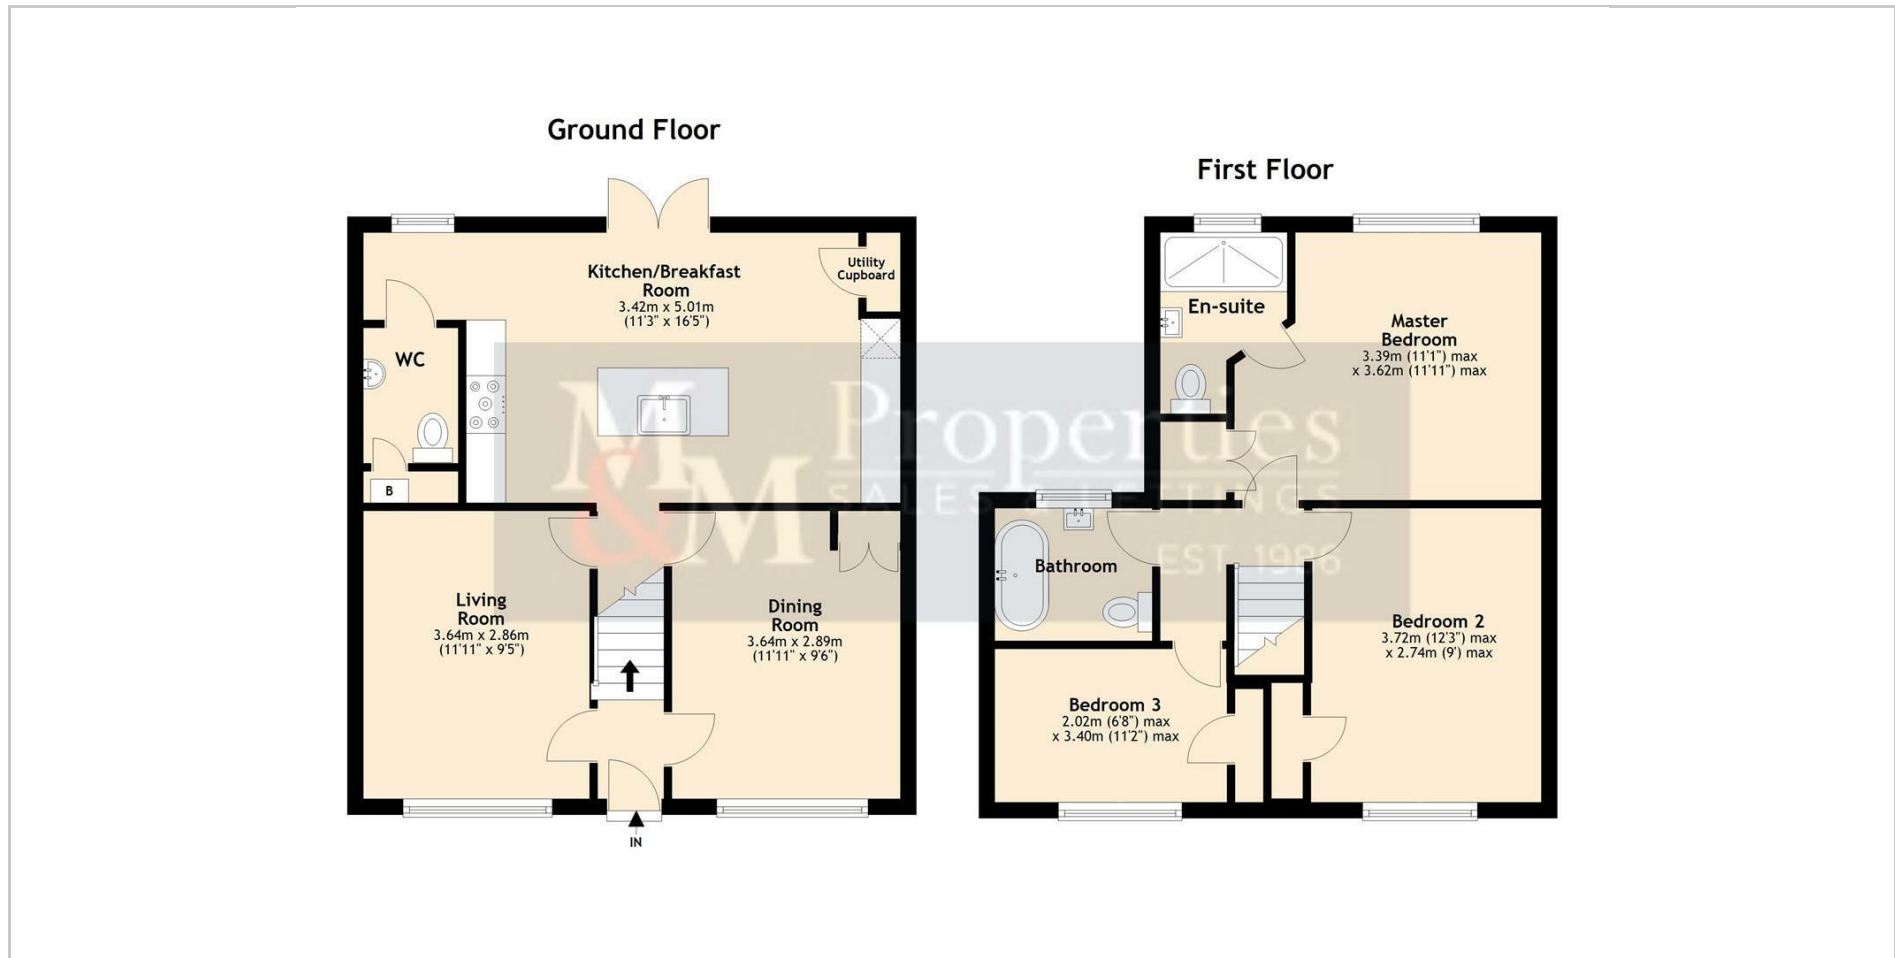 Ground Floor
Kitchen/Breakfast
Room
3.42m x 5.01m
(11'3" x 16'5")
Utility
Cupboard
WC
B
Living
Room
3.64m x 2.86m
(11'11" x 9'5")
Dining
Room
3.64m x 2.89m
(11'11" x 9'6")
IN
First Floor
En-suite
Master
Bedroom
3.39m (11'1") max
x 3.62m (11'11") max
Bathroom
Bedroom 2
3.72m (12'3") max
x 2.74m (9') max
Bedroom 3
2.02m (6'8") max
x 3.40m (11'2") max
M&M Properties
SALES & LETTINGS
EST 1986